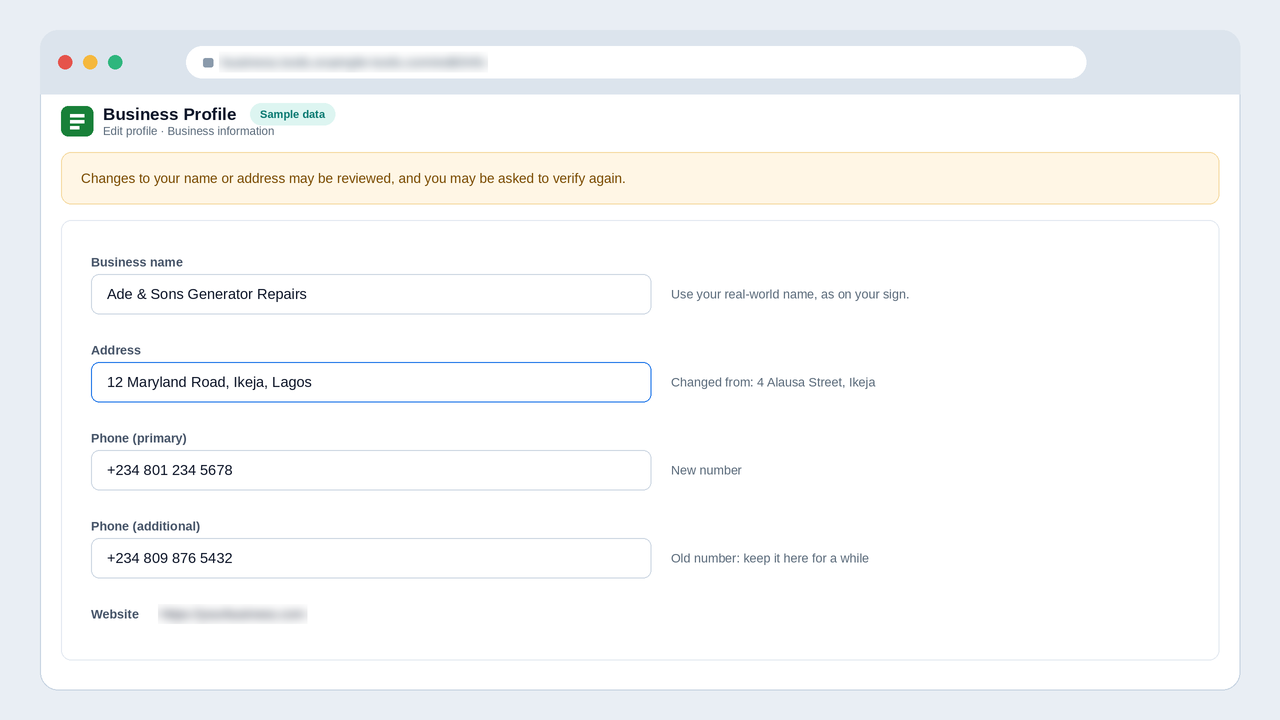 Business Profile
Sample data
Edit profile · Business information
Changes to your name or address may be reviewed, and you may be asked to verify again.
Business name
Ade & Sons Generator Repairs
Use your real-world name, as on your sign.
Address
12 Maryland Road, Ikeja, Lagos
Changed from: 4 Alausa Street, Ikeja
Phone (primary)
+234 801 234 5678
New number
Phone (additional)
+234 809 876 5432
Old number: keep it here for a while
Website